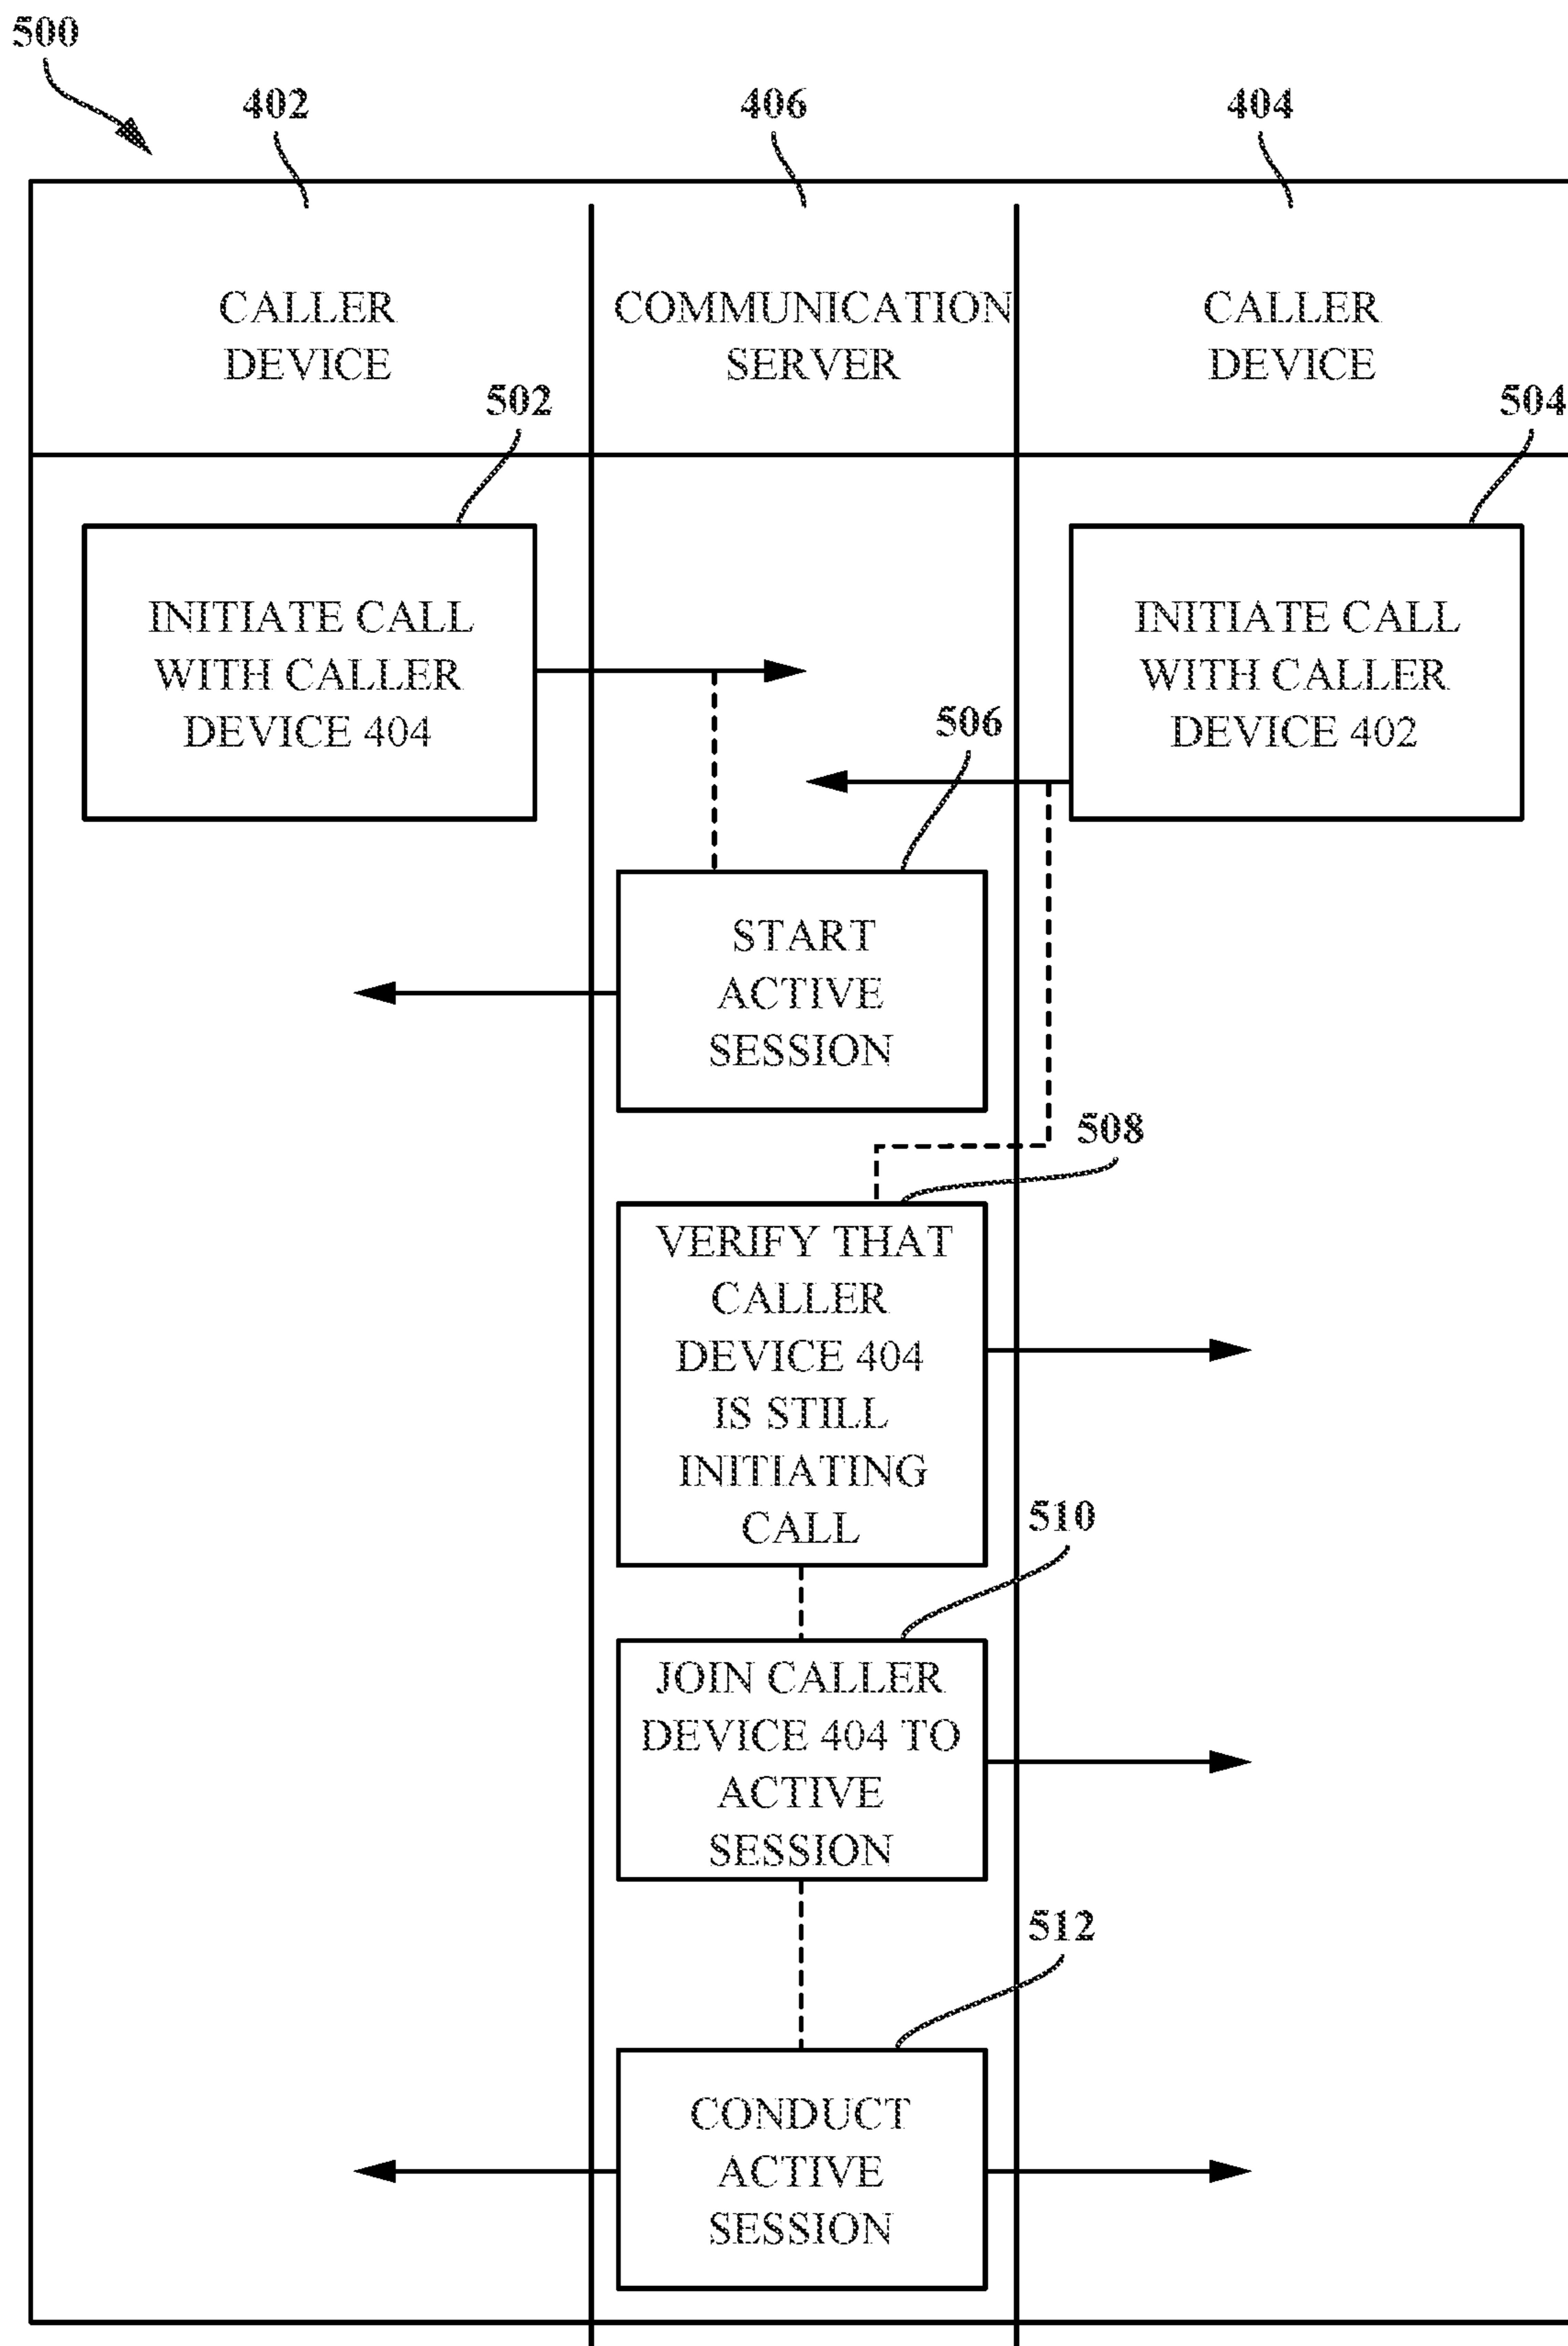 500
402
406
404
CALLER
DEVICE
COMMUNICATION
SERVER
CALLER
DEVICE
502
504
INITIATE CALL
WITH CALLER
DEVICE 404
INITIATE CALL
WITH CALLER
DEVICE 402
506
START
ACTIVE
SESSION
508
VERIFY THAT
CALLER
DEVICE 404
IS STILL
INITIATING
CALL
510
JOIN CALLER
DEVICE 404 TO
ACTIVE
SESSION
512
CONDUCT
ACTIVE
SESSION